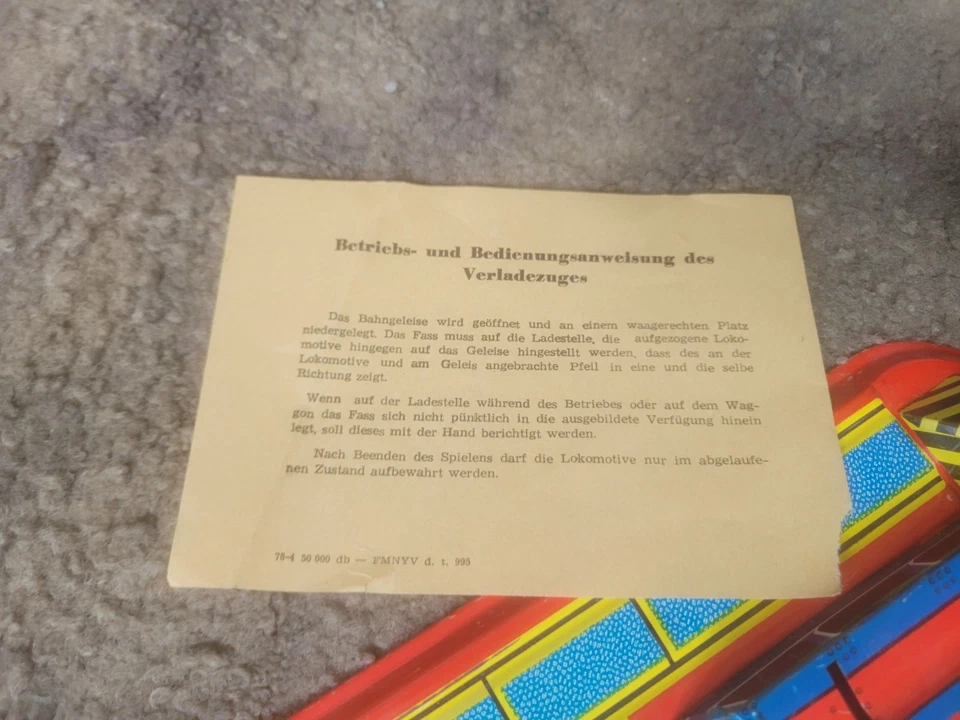 Betriebs- und Bedienungsanweisung des
Verladezuges
Das Bahngeleise wird geöffnet und an einem waagerechten Platz
niedergelegt. Das Fass muss auf die Ladestelle, die aufgezogene Loko-
motive hingegen auf das Geleise hingestellt werden, dass des an der
Lokomotive und am Geleis angebrachte Pfeil in eine und die selbe
Richtung zeigt.
Wenn auf der Ladestelle während des Betriebes oder auf dem Wag-
gon das Fass sich nicht pünktlich in die ausgebildete Verfügung hinein
legt, soll dieses mit der Hand berichtigt werden.
Nach Beenden des Spielens darf die Lokomotive nur im abgelaufe-
nen Zustand aufbewahrt werden.
78-4 50 000 db — FMNYV d. t. 995